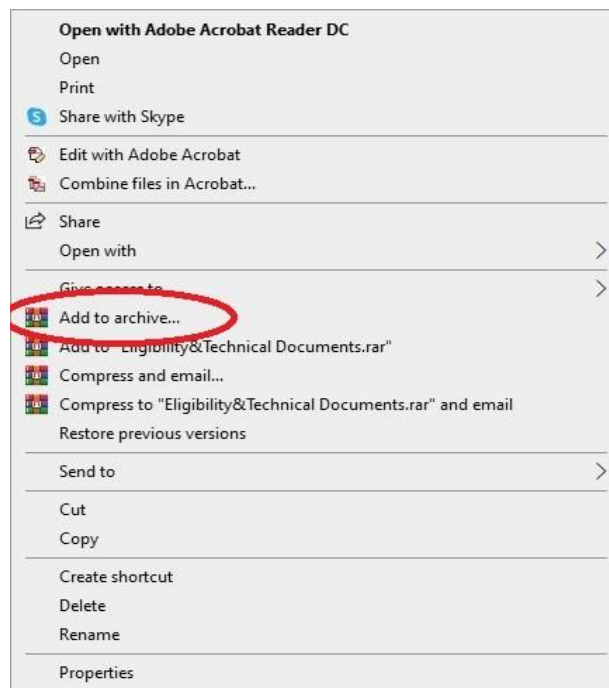 Open with Adobe Acrobat Reader DC
Open
Print
Share with Skype
Edit with Adobe Acrobat
Combine files in Acrobat...
Share
Open with
Give access to
Add to archive...
Add to "Eligibility&Technical Documents.rar"
Compress and email...
Compress to "Eligibility&Technical Documents.rar" and email
Restore previous versions
Send to
Cut
Copy
Create shortcut
Delete
Rename
Properties